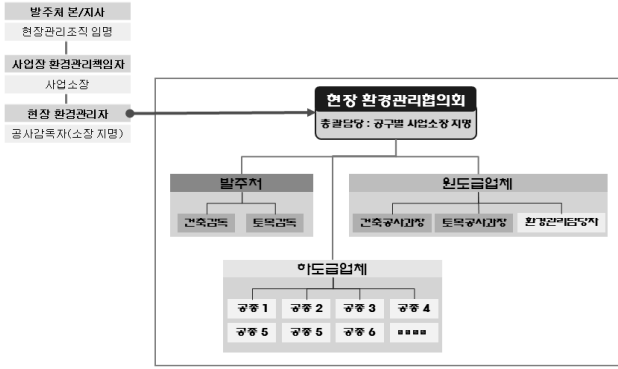 발주처 본/지사
현장관리조직 임명
사업장 환경관리책임자
사업소장
현장 환경관리자
공사감독자(소장 지명)
현장 환경관리협의회
총괄담당 : 공구별 사업소장 지명
발주처
건축감독 토목감독
원도급업체
건축공사과장 토목공사과장 환경관리담당자
하도급업체
공종 1 공종 2 공종 3 공종 4
공종 5 공종 5 공종 6 ▪▪▪▪